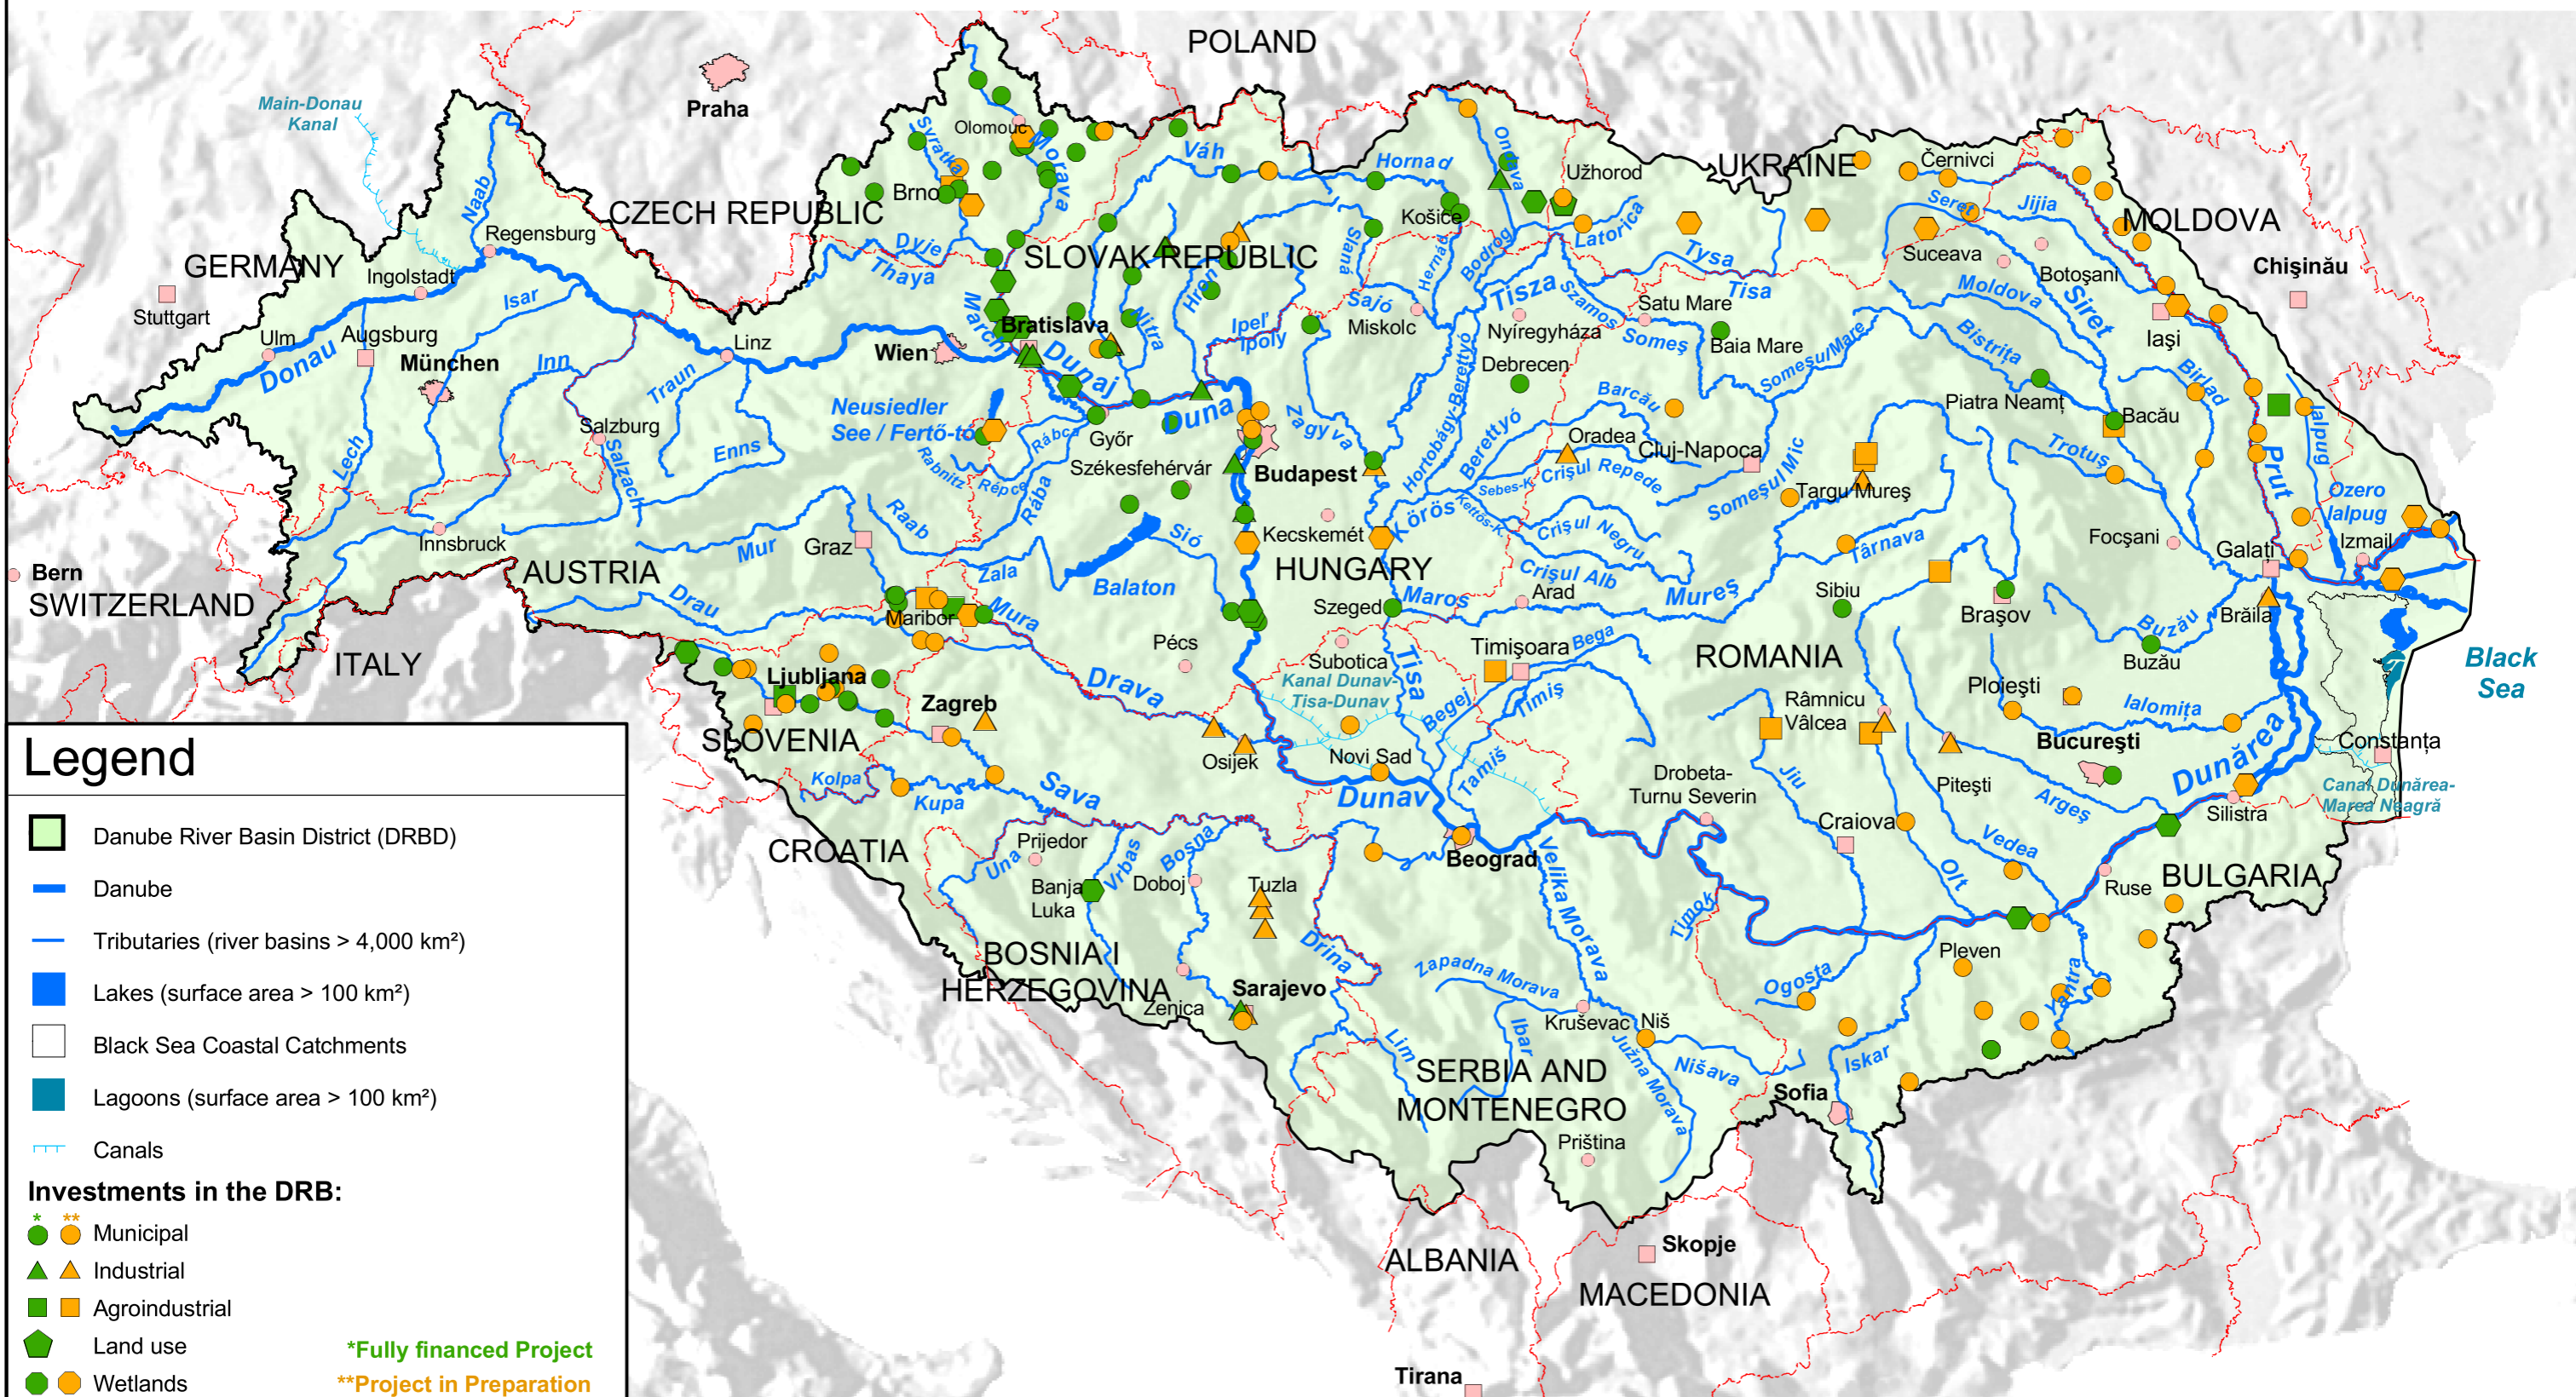 POLAND
Main-Donau
Kanal
Praha
Olomouc
Svratka
Morava
Váh
Hornad
Ondava
Užhorod
UKRAINE
Černivci
Naab
CZECH REPUBLIC
Brno
Košice
Latorica
Seret
Jijia
MOLDOVA
Regensburg
Dyje
Thaya
SLOVAK REPUBLIC
Slaná
Hernád
Bodrog
Tysa
Suceava
Botoşani
Chişinău
GERMANY
Ingolstadt
Isar
March
Hron
Sajó
Tisza
Tisa
Moldova
Siret
Stuttgart
Ulm
Augsburg
Donau
München
Inn
Linz
Wien
Bratislava
Nitra
Ipeľ
Ipoly
Miskolc
Nyíregyháza
Szamos
Satu Mare
Someş
Baia Mare
Someşu Mare
Bistriţa
Iaşi
Traun
Dunaj
Duna
Debrecen
Barcău
Piatra Neamţ
Bacău
Bîrlad
Neusiedler
See / Fertő-tó
Salzburg
Salzach
Enns
Lech
Rábca
Rabnitz
Répce
Rába
Győr
Székesfehérvár
Budapest
Zagyva
Hortobágy-Berettyó
Berettyó
Oradea
Cluj-Napoca
Sebes-K.
Crişul Repede
Someşul Mic
Targu Mureş
Trotuş
Prut
Ialpug
Ozero
Ialpug
Innsbruck
Mur
Graz
Raab
Sió
Kecskemét
Körös
Kettös-K.
Crişul Negru
Târnava
Focşani
Galaţi
Izmail
Bern
SWITZERLAND
AUSTRIA
Zala
Balaton
HUNGARY
Crişul Alb
Drau
Maribor
Mura
Szeged
Maros
Arad
Mureş
Sibiu
Braşov
Buzău
Brăila
ITALY
Pécs
Subotica
Timişoara
Bega
ROMANIA
Buzău
Black
Sea
Ljubljana
Drava
Kanal Dunav-
Tisa-Dunav
Tisa
Begej
Timiş
Râmnicu
Vâlcea
Ploieşti
Ialomiţa
Zagreb
SLOVENIA
Osijek
Novi Sad
Tamiš
Drobeta-
Turnu Severin
Jiu
Piteşti
Bucureşti
Dunărea
Constanţa
Kolpa
Kupa
Sava
Dunav
Argeş
Canal Dunărea-
Marea Neagră
Silistra
CROATIA
Una
Prijedor
Vrbas
Bosna
Beograd
Velika Morava
Craiova
Olt
Vedea
Ruse
BULGARIA
Banja
Luka
Doboj
Tuzla
Timok
BOSNIA I
HERZEGOVINA
Drina
Zapadna Morava
Pleven
Ogosta
Yantra
Zenica
Sarajevo
Kruševac
Niš
Lim
Ibar
Južna Morava
Nišava
Iskar
SERBIA AND
MONTENEGRO
Sofia
Priština
ALBANIA
Skopje
MACEDONIA
Tirana
Legend
Danube River Basin District (DRBD)
Danube
Tributaries (river basins > 4,000 km²)
Lakes (surface area > 100 km²)
Black Sea Coastal Catchments
Lagoons (surface area > 100 km²)
Canals
Investments in the DRB:
* **
Municipal
Industrial
Agroindustrial
Land use
*Fully financed Project
Wetlands
**Project in Preparation